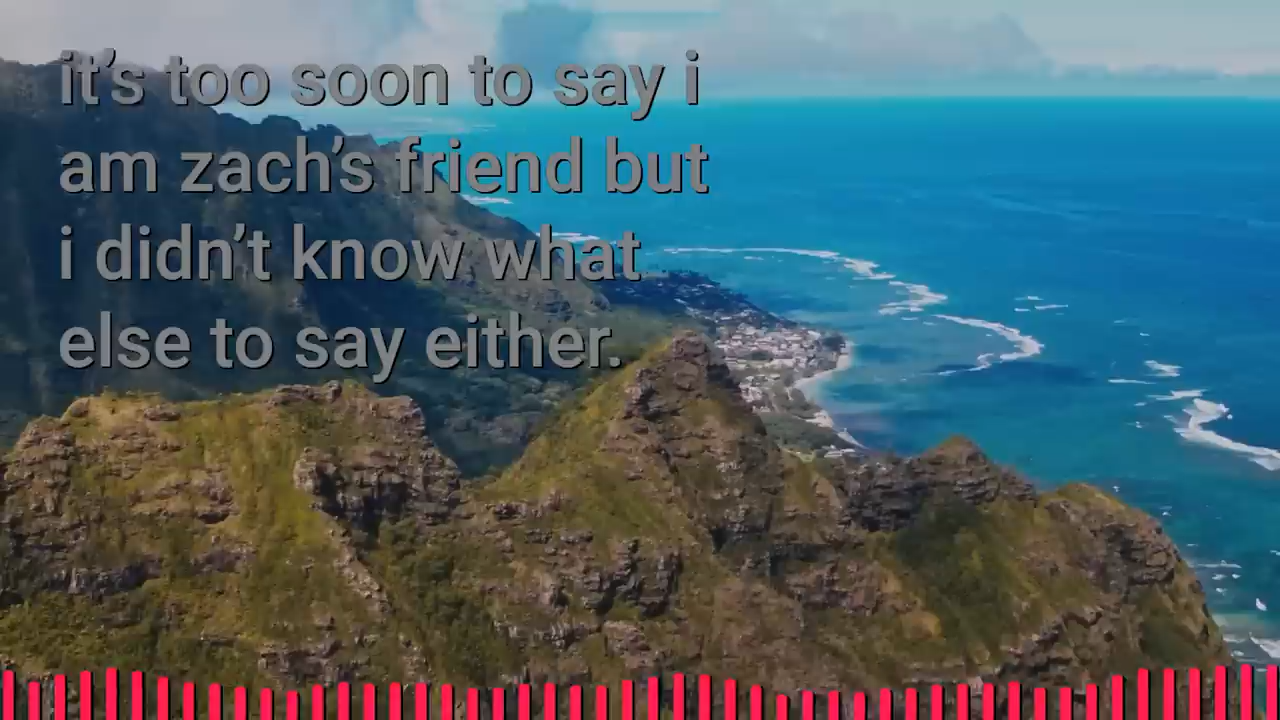 it’s too soon to say i
am zach’s friend but
i didn’t know what
else to say either.